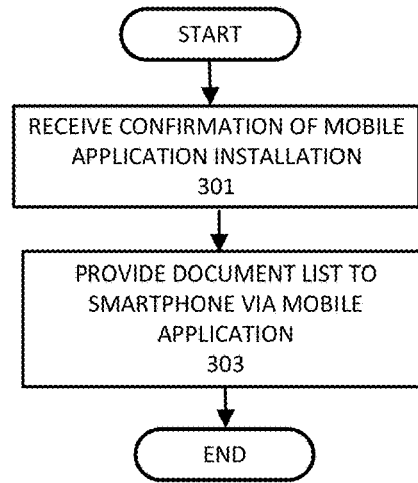 START
RECEIVE CONFIRMATION OF MOBILE
APPLICATION INSTALLATION
301
PROVIDE DOCUMENT LIST TO
SMARTPHONE VIA MOBILE
APPLICATION
303
END